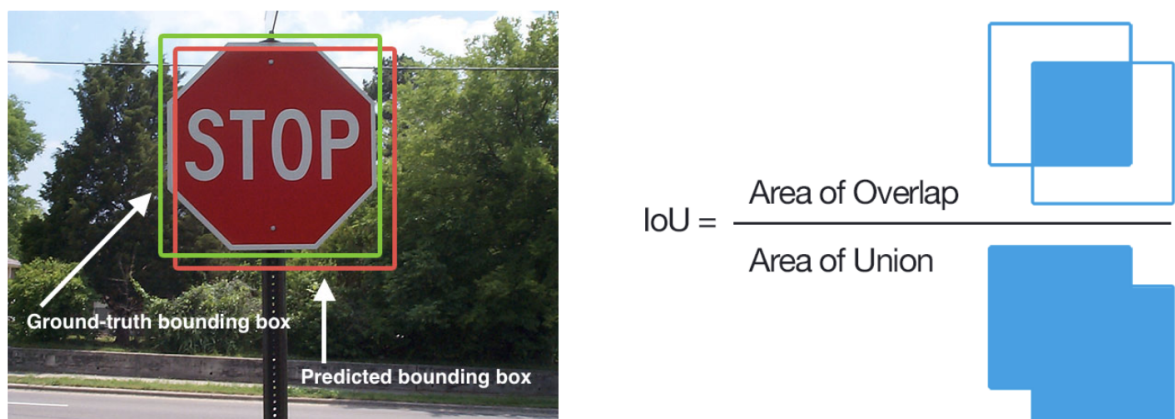 STOP
Ground-truth bounding box
Predicted bounding box
IoU =
Area of Overlap
Area of Union